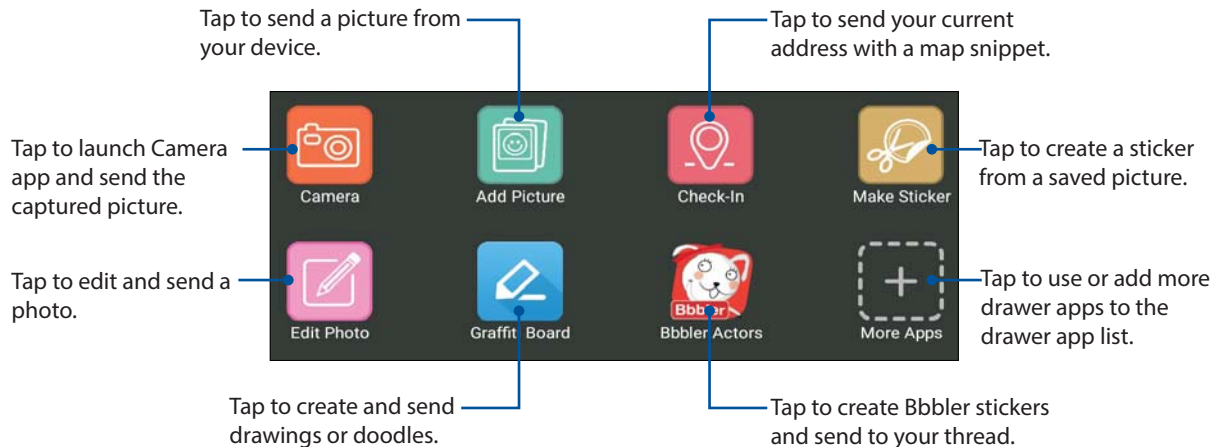 Tap to send a picture from
your device.
Tap to send your current
address with a map snippet.
Tap to launch Camera
app and send the
captured picture.
Camera
Add Picture
Check-In
Make Sticker
Tap to create a sticker
from a saved picture.
Tap to edit and send a
photo.
Edit Photo
Graffiti Board
Bbbler
Bbbler Actors
More Apps
Tap to use or add more
drawer apps to the
drawer app list.
Tap to create and send
drawings or doodles.
Tap to create Bbbler stickers
and send to your thread.